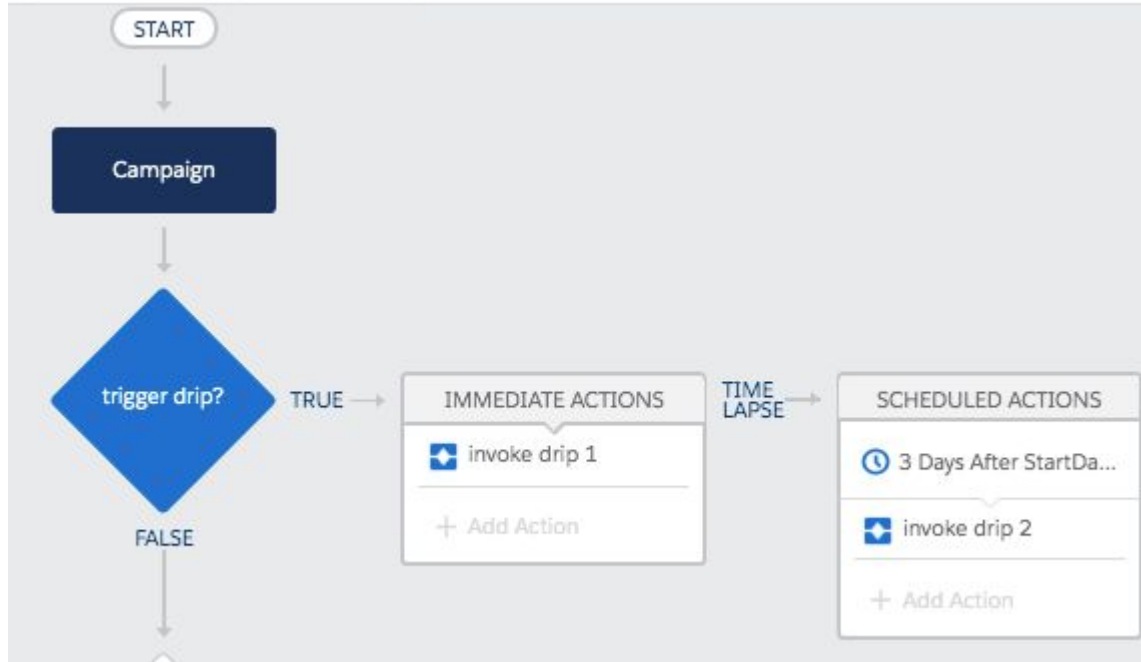 START
Campaign
trigger drip?
TRUE
IMMEDIATE ACTIONS
invoke drip 1
+ Add Action
TIME
LAPSE
SCHEDULED ACTIONS
3 Days After StartDa...
invoke drip 2
+ Add Action
FALSE